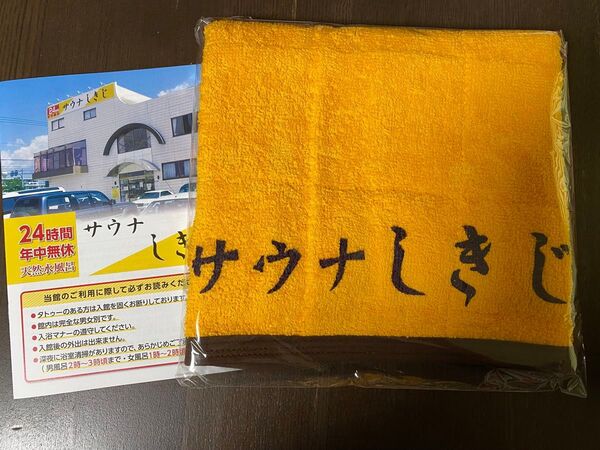 24時間
サウナしきじ
24時間
年中無休
天然水風呂
サウナ
しき
当館のご利用に際して必ずお読みくだ
●タトゥーのある方は入館を固くお断りしております。
●館内は完全な男女別です。
●入浴マナーの遵守してください。
●入館後の外出は出来ません。
●深夜に浴室清掃がありますので、あらかじめご
(男風呂2時〜3時頃まで・女風呂1時〜2時
サウナしきじ